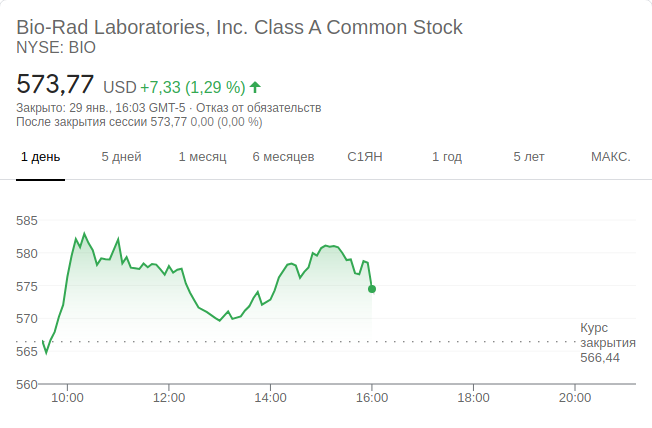 Bio-Rad Laboratories, Inc. Class A Common Stock
NYSE: BIO
573,77 USD +7,33 (1,29 %)
Закрыто: 29 янв., 16:03 GMT-5 · Отказ от обязательств
После закрытия сессии 573,77 0,00 (0,00 %)
1 день 5 дней 1 месяц 6 месяцев С1ЯН 1 год 5 лет МАКС.
585
580
575
570
565
560
Курс
закрытия
566,44
10:00 12:00 14:00 16:00 18:00 20:00